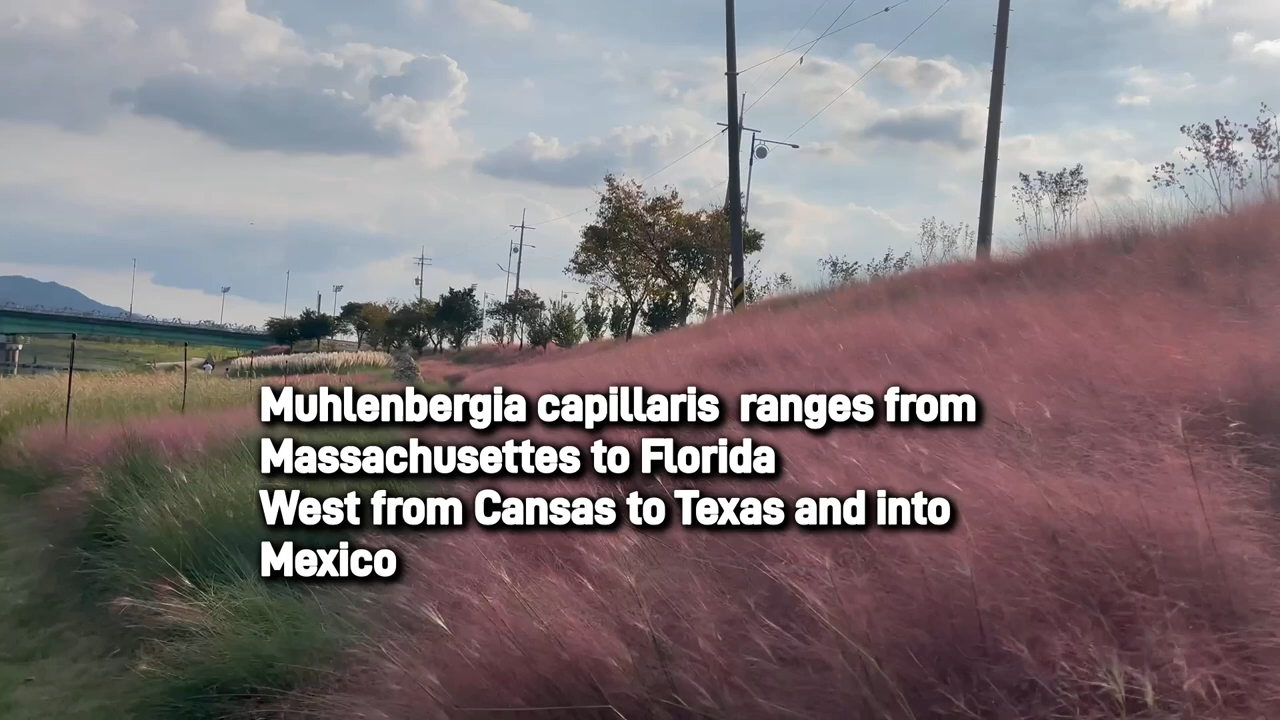 Muhlenbergia capillaris  ranges from
Massachusettes to Florida
West from Cansas to Texas and into
Mexico